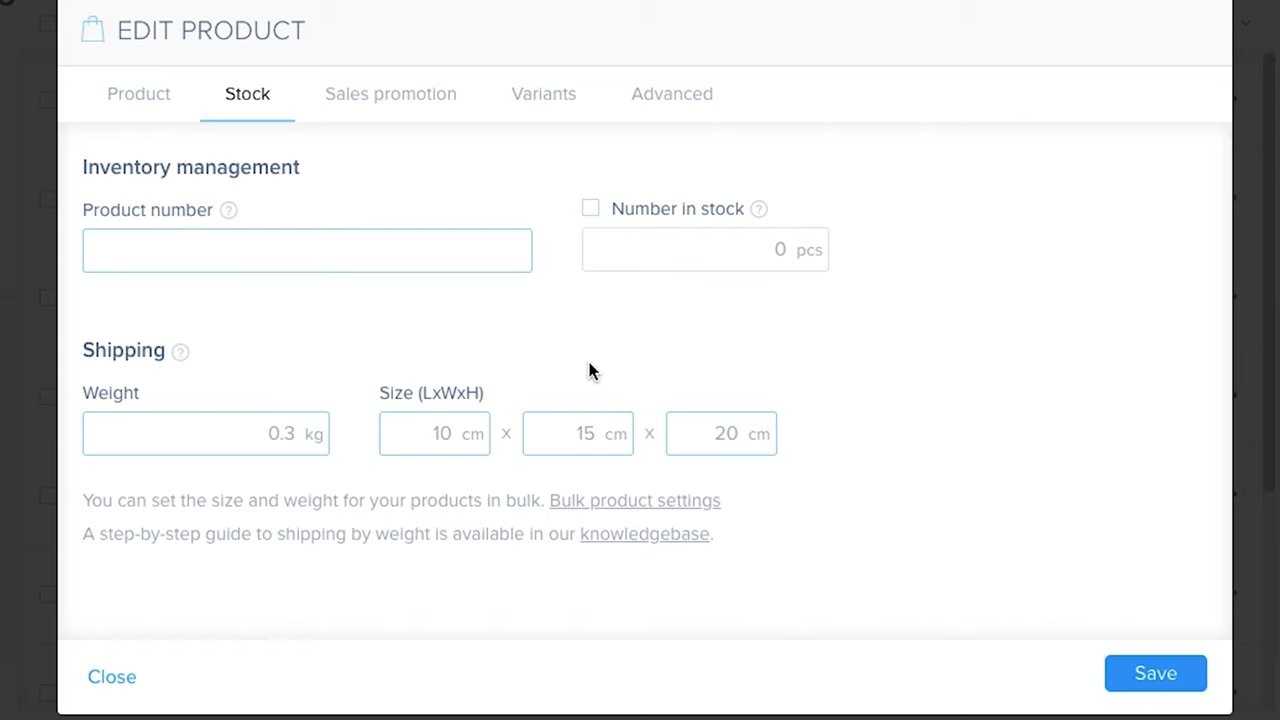 EDIT PRODUCT
Product Stock Sales promotion Variants Advanced
Inventory management
Product number ? Number in stock ?
0 pcs
Shipping ?
Weight Size (LxWxH)
0.3 kg 10 cm x 15 cm x 20 cm
You can set the size and weight for your products in bulk. Bulk product settings
A step-by-step guide to shipping by weight is available in our knowledgebase.
Close Save